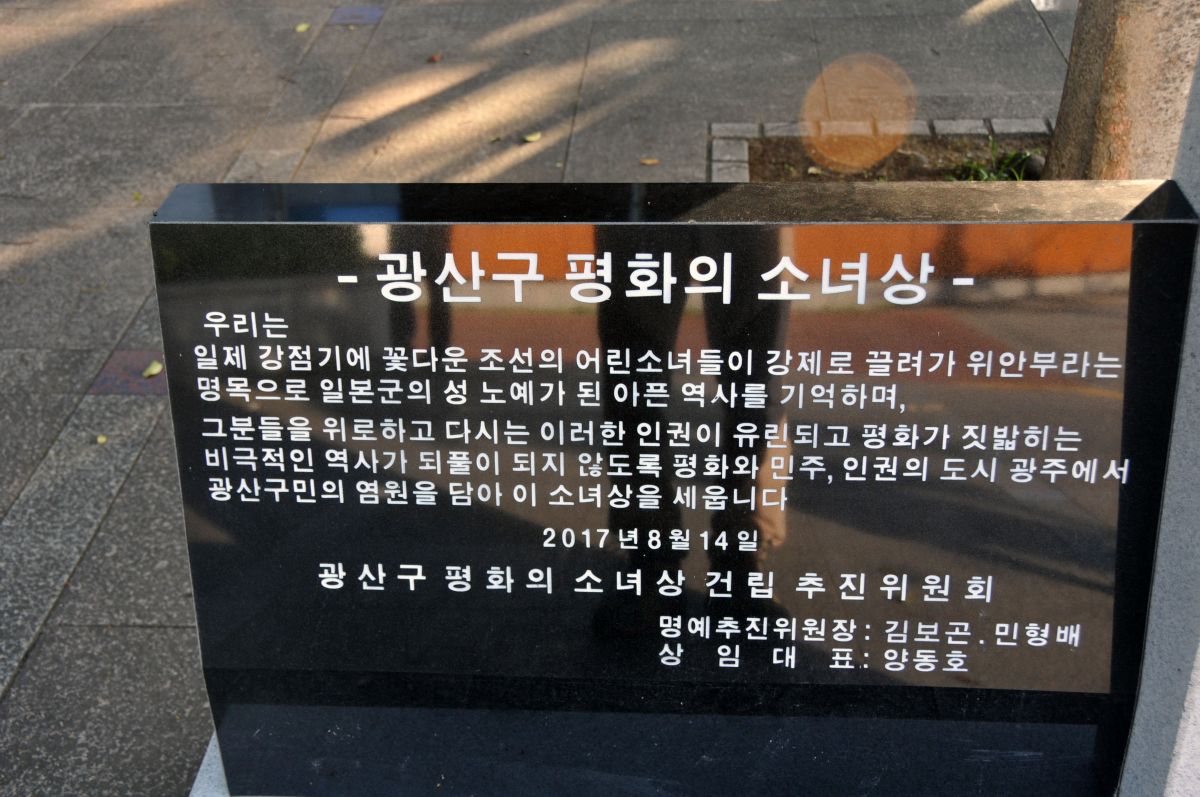 - 광산구 평화의 소녀상 -
우리는
일제 강점기에 꽃다운 조선의 어린소녀들이 강제로 끌려가 위안부라는
명목으로 일본군의 성 노예가 된 아픈 역사를 기억하며,
그분들을 위로하고 다시는 이러한 인권이 유린되고 평화가 짓밟히는
비극적인 역사가 되풀이 되지 않도록 평화와 민주, 인권의 도시 광주에서
광산구민의 염원을 담아 이 소녀상을 세웁니다
2017년 8월 14일
광산구 평화의 소녀상 건립 추진위원회
명예추진위원장 : 김보곤 . 민형배
상 임 대 표 : 양동호